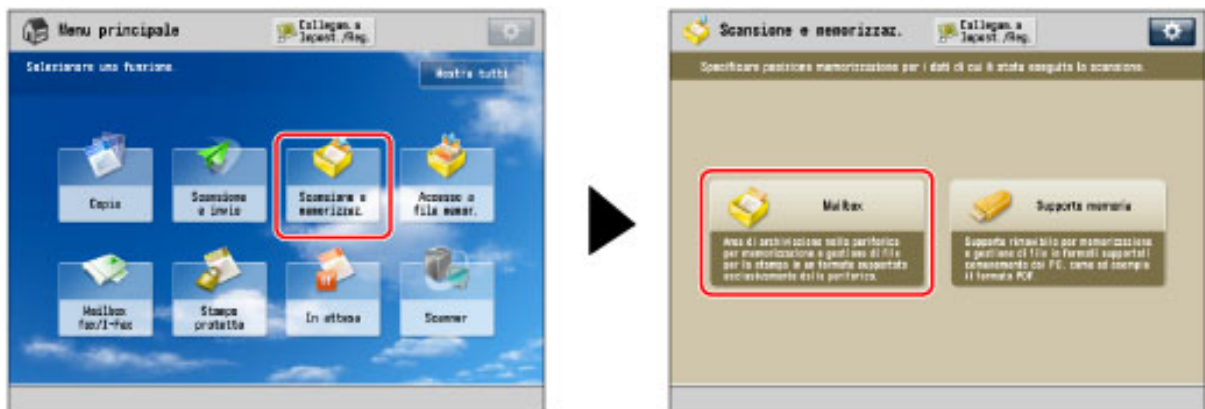 Menu principale
Collegam. a
Impost./Reg.
Selezionare una funzione.
Mostra tutti
Copia
Scansione
e invio
Scansione e
memorizzaz.
Accesso a
file memor.
Mailbox
fax/I-Fax
Stampa
protetta
In attesa
Scanner
Scansione e memorizzaz.
Collegam. a
Impost./Reg.
Specificare posizione memorizzazione per i dati di cui è stata eseguita la scansione.
Mailbox
Area di archiviazione nella periferica
per memorizzazione e gestione di file
per la stampa in un formato supportato
esclusivamente dalla periferica.
Supporto memoria
Supporto rimovibile per memorizzazione
e gestione di file in formati supportati
comunemente dai PC, come ad esempio
il formato PDF.